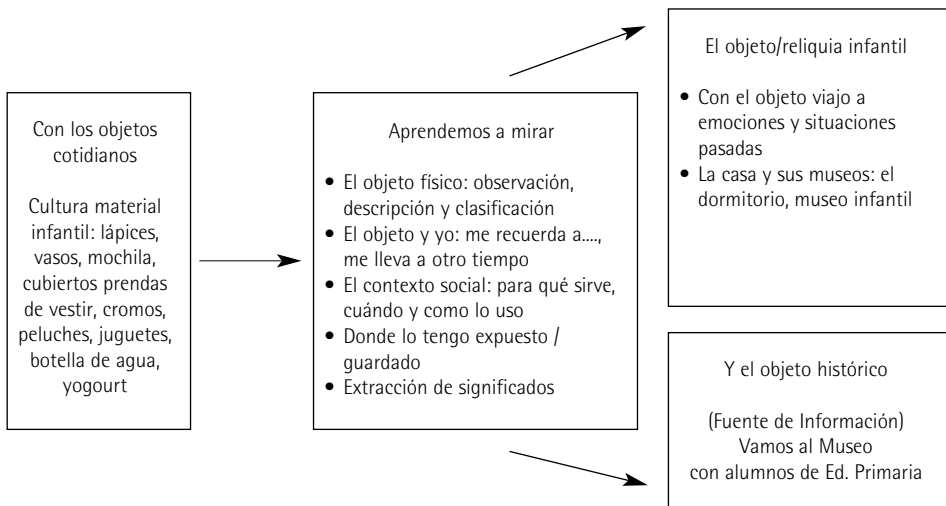 Con los objetos
cotidianos
Cultura material
infantil: lápices,
vasos, mochila,
cubiertos prendas
de vestir, cromos,
peluches, juguetes,
botella de agua,
yogourt
Aprendemos a mirar
• El objeto físico: observación,
descripción y clasificación
• El objeto y yo: me recuerda a....,
me lleva a otro tiempo
• El contexto social: para qué sirve,
cuándo y como lo uso
• Donde lo tengo expuesto /
guardado
• Extracción de significados
El objeto/reliquia infantil
• Con el objeto viajo a
emociones y situaciones
pasadas
• La casa y sus museos: el
dormitorio, museo infantil
Y el objeto histórico
(Fuente de Información)
Vamos al Museo
con alumnos de Ed. Primaria